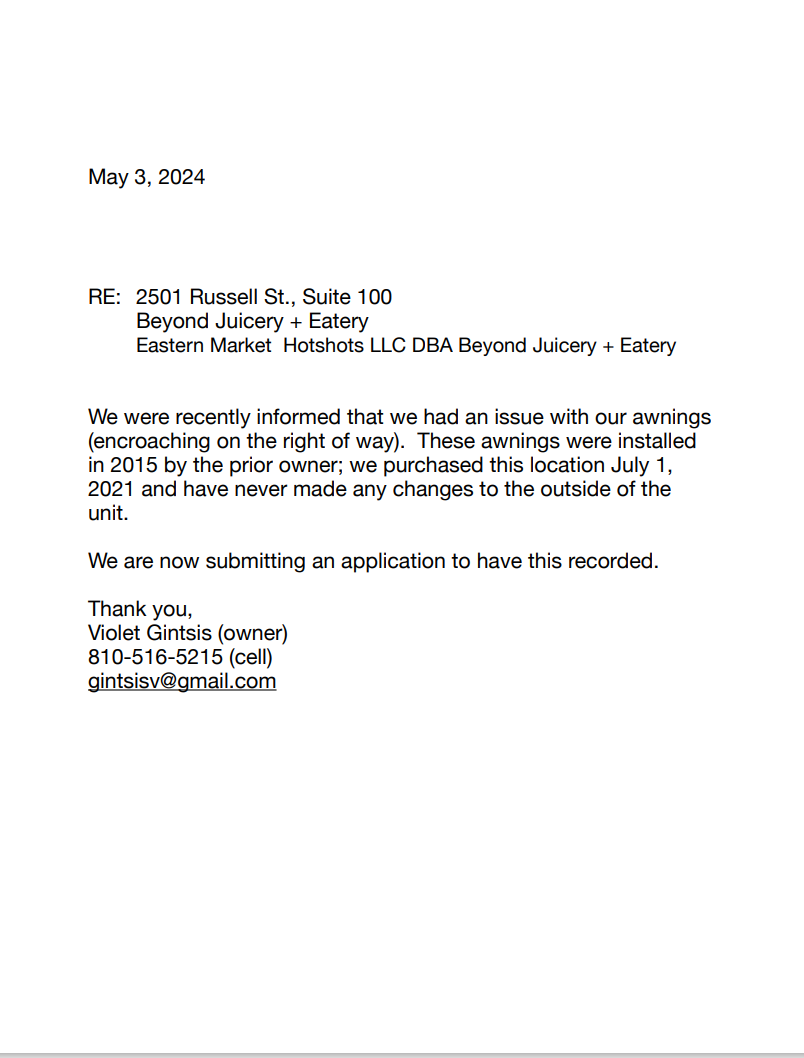 May 3, 2024
RE: 2501 Russell St., Suite 100
Beyond Juicery + Eatery
Eastern Market  Hotshots LLC DBA Beyond Juicery + Eatery
We were recently informed that we had an issue with our awnings
(encroaching on the right of way).  These awnings were installed
in 2015 by the prior owner; we purchased this location July 1,
2021 and have never made any changes to the outside of the
unit.
We are now submitting an application to have this recorded.
Thank you,
Violet Gintsis (owner)
810-516-5215 (cell)
gintsisv@gmail.com